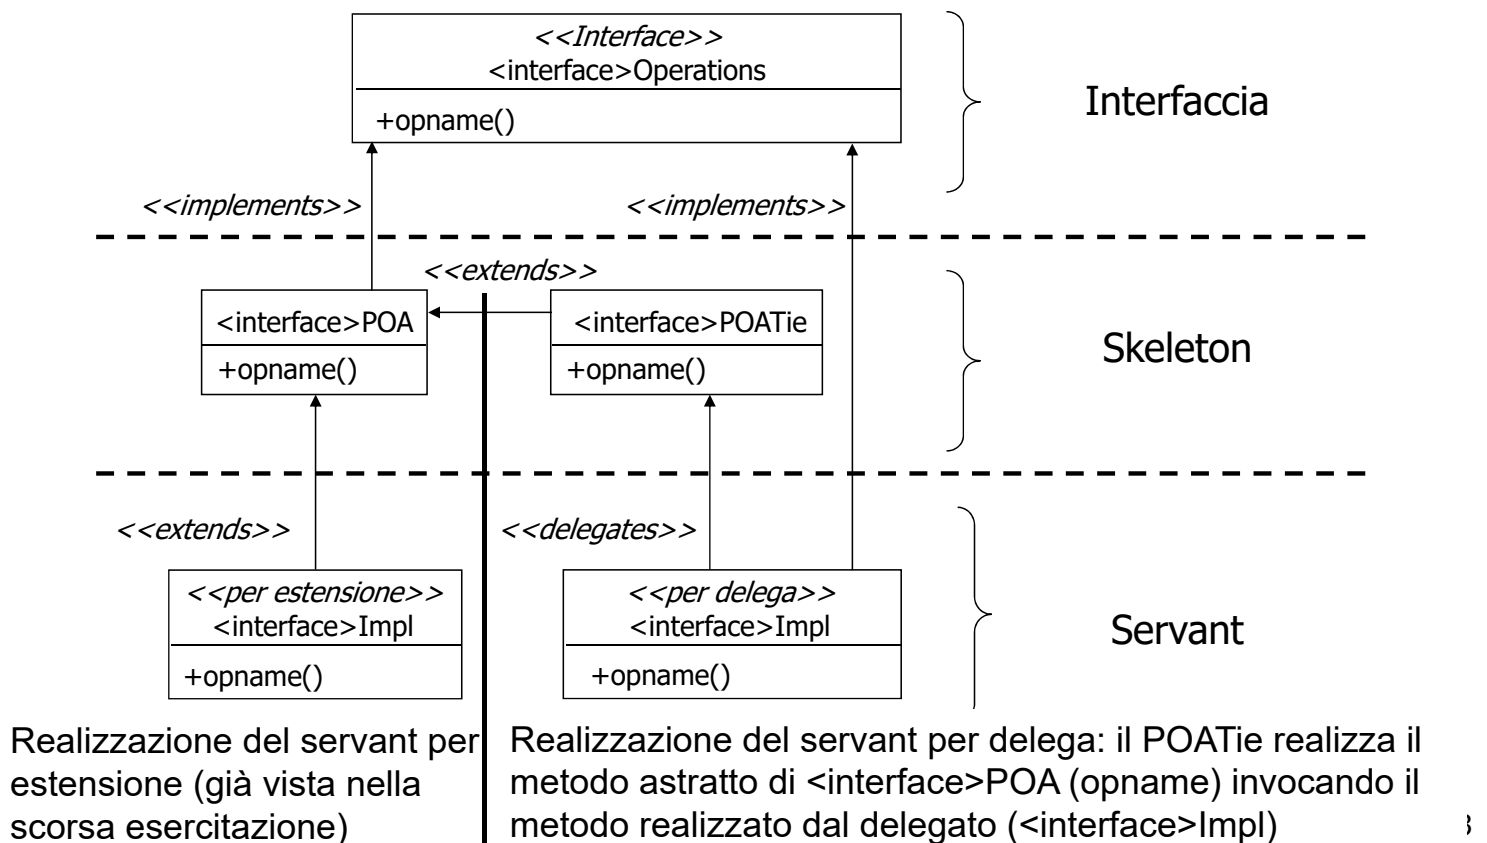 <<Interface>>
<interface>Operations
+opname()
Interfaccia
<<implements>>
<<implements>>
<<extends>>
<interface>POA
+opname()
<interface>POATie
+opname()
Skeleton
<<extends>>
<<delegates>>
<<per estensione>>
<interface>Impl
+opname()
<<per delega>>
<interface>Impl
+opname()
Servant
Realizzazione del servant per
estensione (già vista nella
scorsa esercitazione)
Realizzazione del servant per delega: il POATie realizza il
metodo astratto di <interface>POA (opname) invocando il
metodo realizzato dal delegato (<interface>Impl)